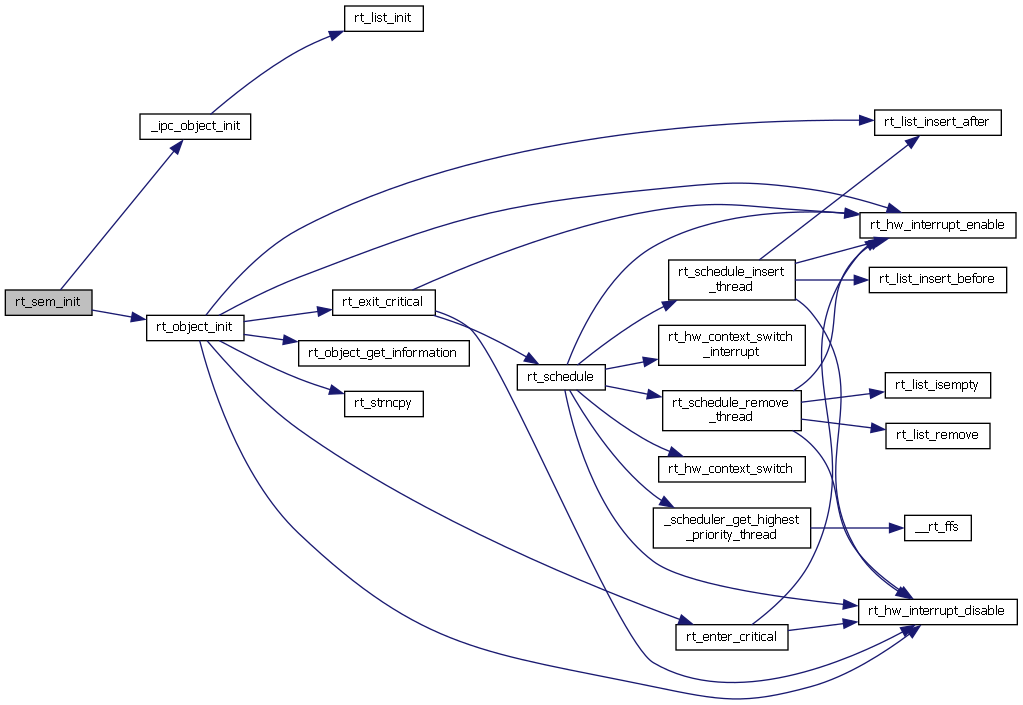 rt_list_init
_ipc_object_init
rt_list_insert_after
rt_hw_interrupt_enable
rt_schedule_insert
_thread
rt_list_insert_before
rt_sem_init
rt_exit_critical
rt_object_init
rt_object_get_information
rt_hw_context_switch
_interrupt
rt_schedule
rt_list_isempty
rt_strncpy
rt_schedule_remove
_thread
rt_list_remove
rt_hw_context_switch
_scheduler_get_highest
_priority_thread
__rt_ffs
rt_hw_interrupt_disable
rt_enter_critical